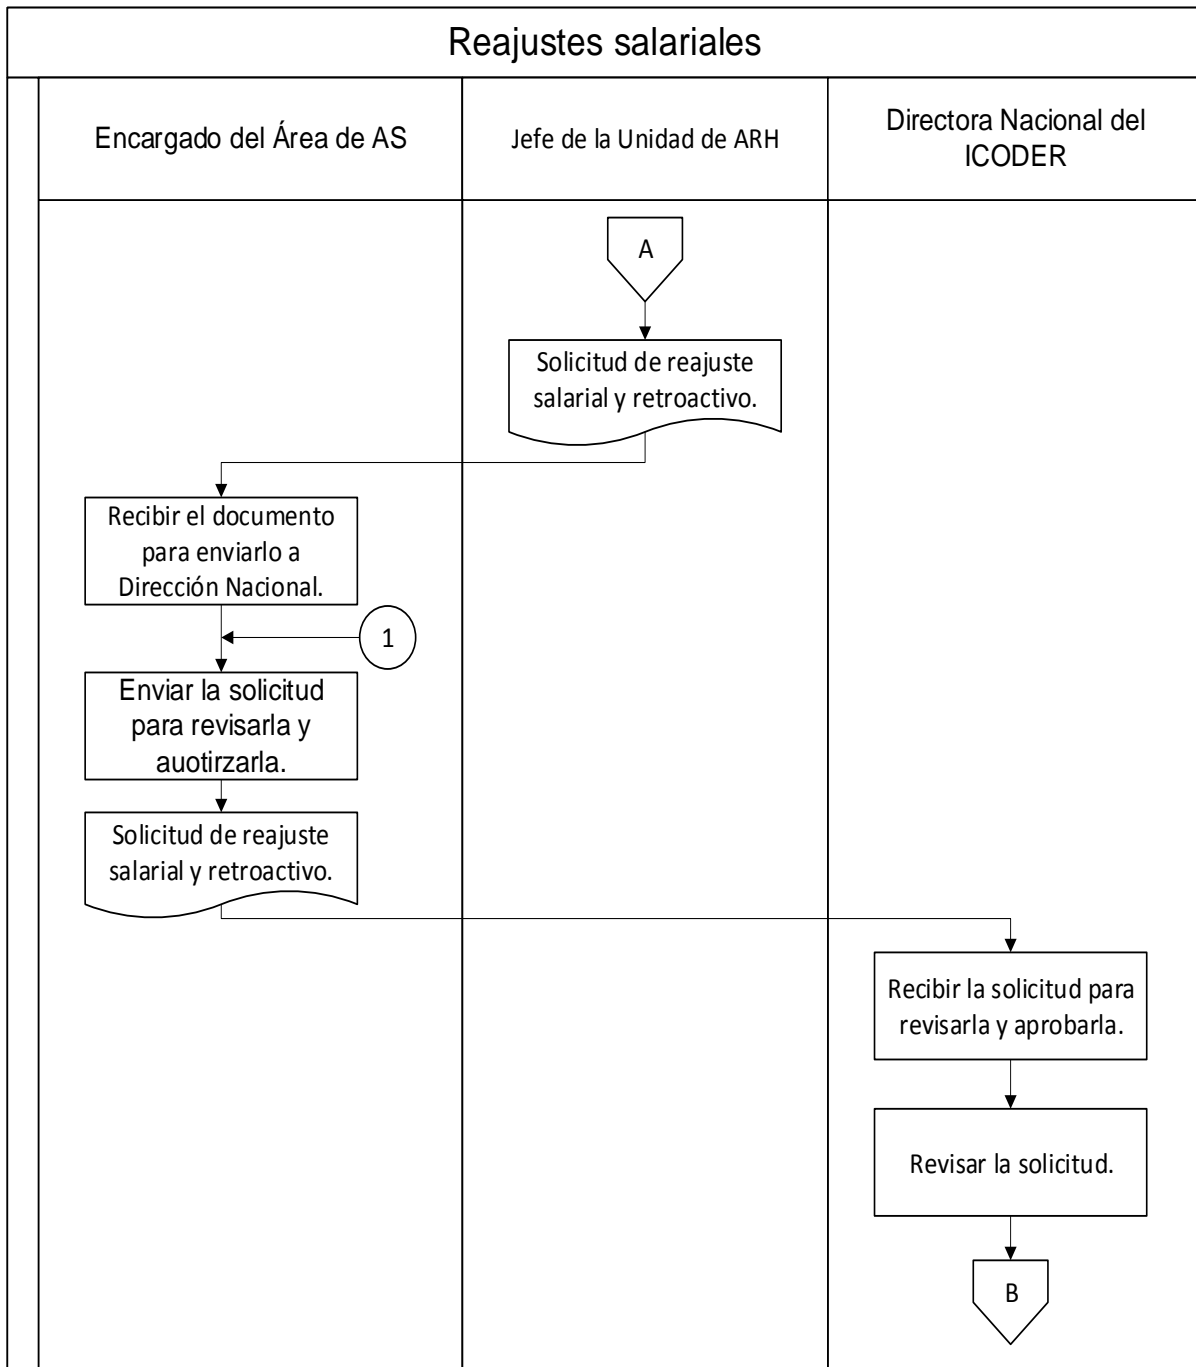 Reajustes salariales
Encargado del Área de AS
Jefe de la Unidad de ARH
Directora Nacional del
ICODER
A
Solicitud de reajuste
salarial y retroactivo.
Recibir el documento
para enviarlo a
Dirección Nacional.
1
Enviar la solicitud
para revisarla y
auotirzarla.
Solicitud de reajuste
salarial y retroactivo.
Recibir la solicitud para
revisarla y aprobarla.
Revisar la solicitud.
B